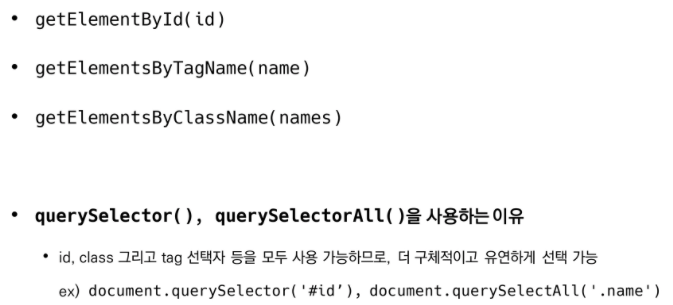 • getElementById(id)
• getElementsByTagName(name)
• getElementsByClassName(names)
• querySelector(), querySelectorAll()을 사용하는 이유
• id, class 그리고 tag 선택자 등을 모두 사용 가능하므로, 더 구체적이고 유연하게 선택 가능
ex) document.querySelector('#id’), document.querySelectAll('.name')